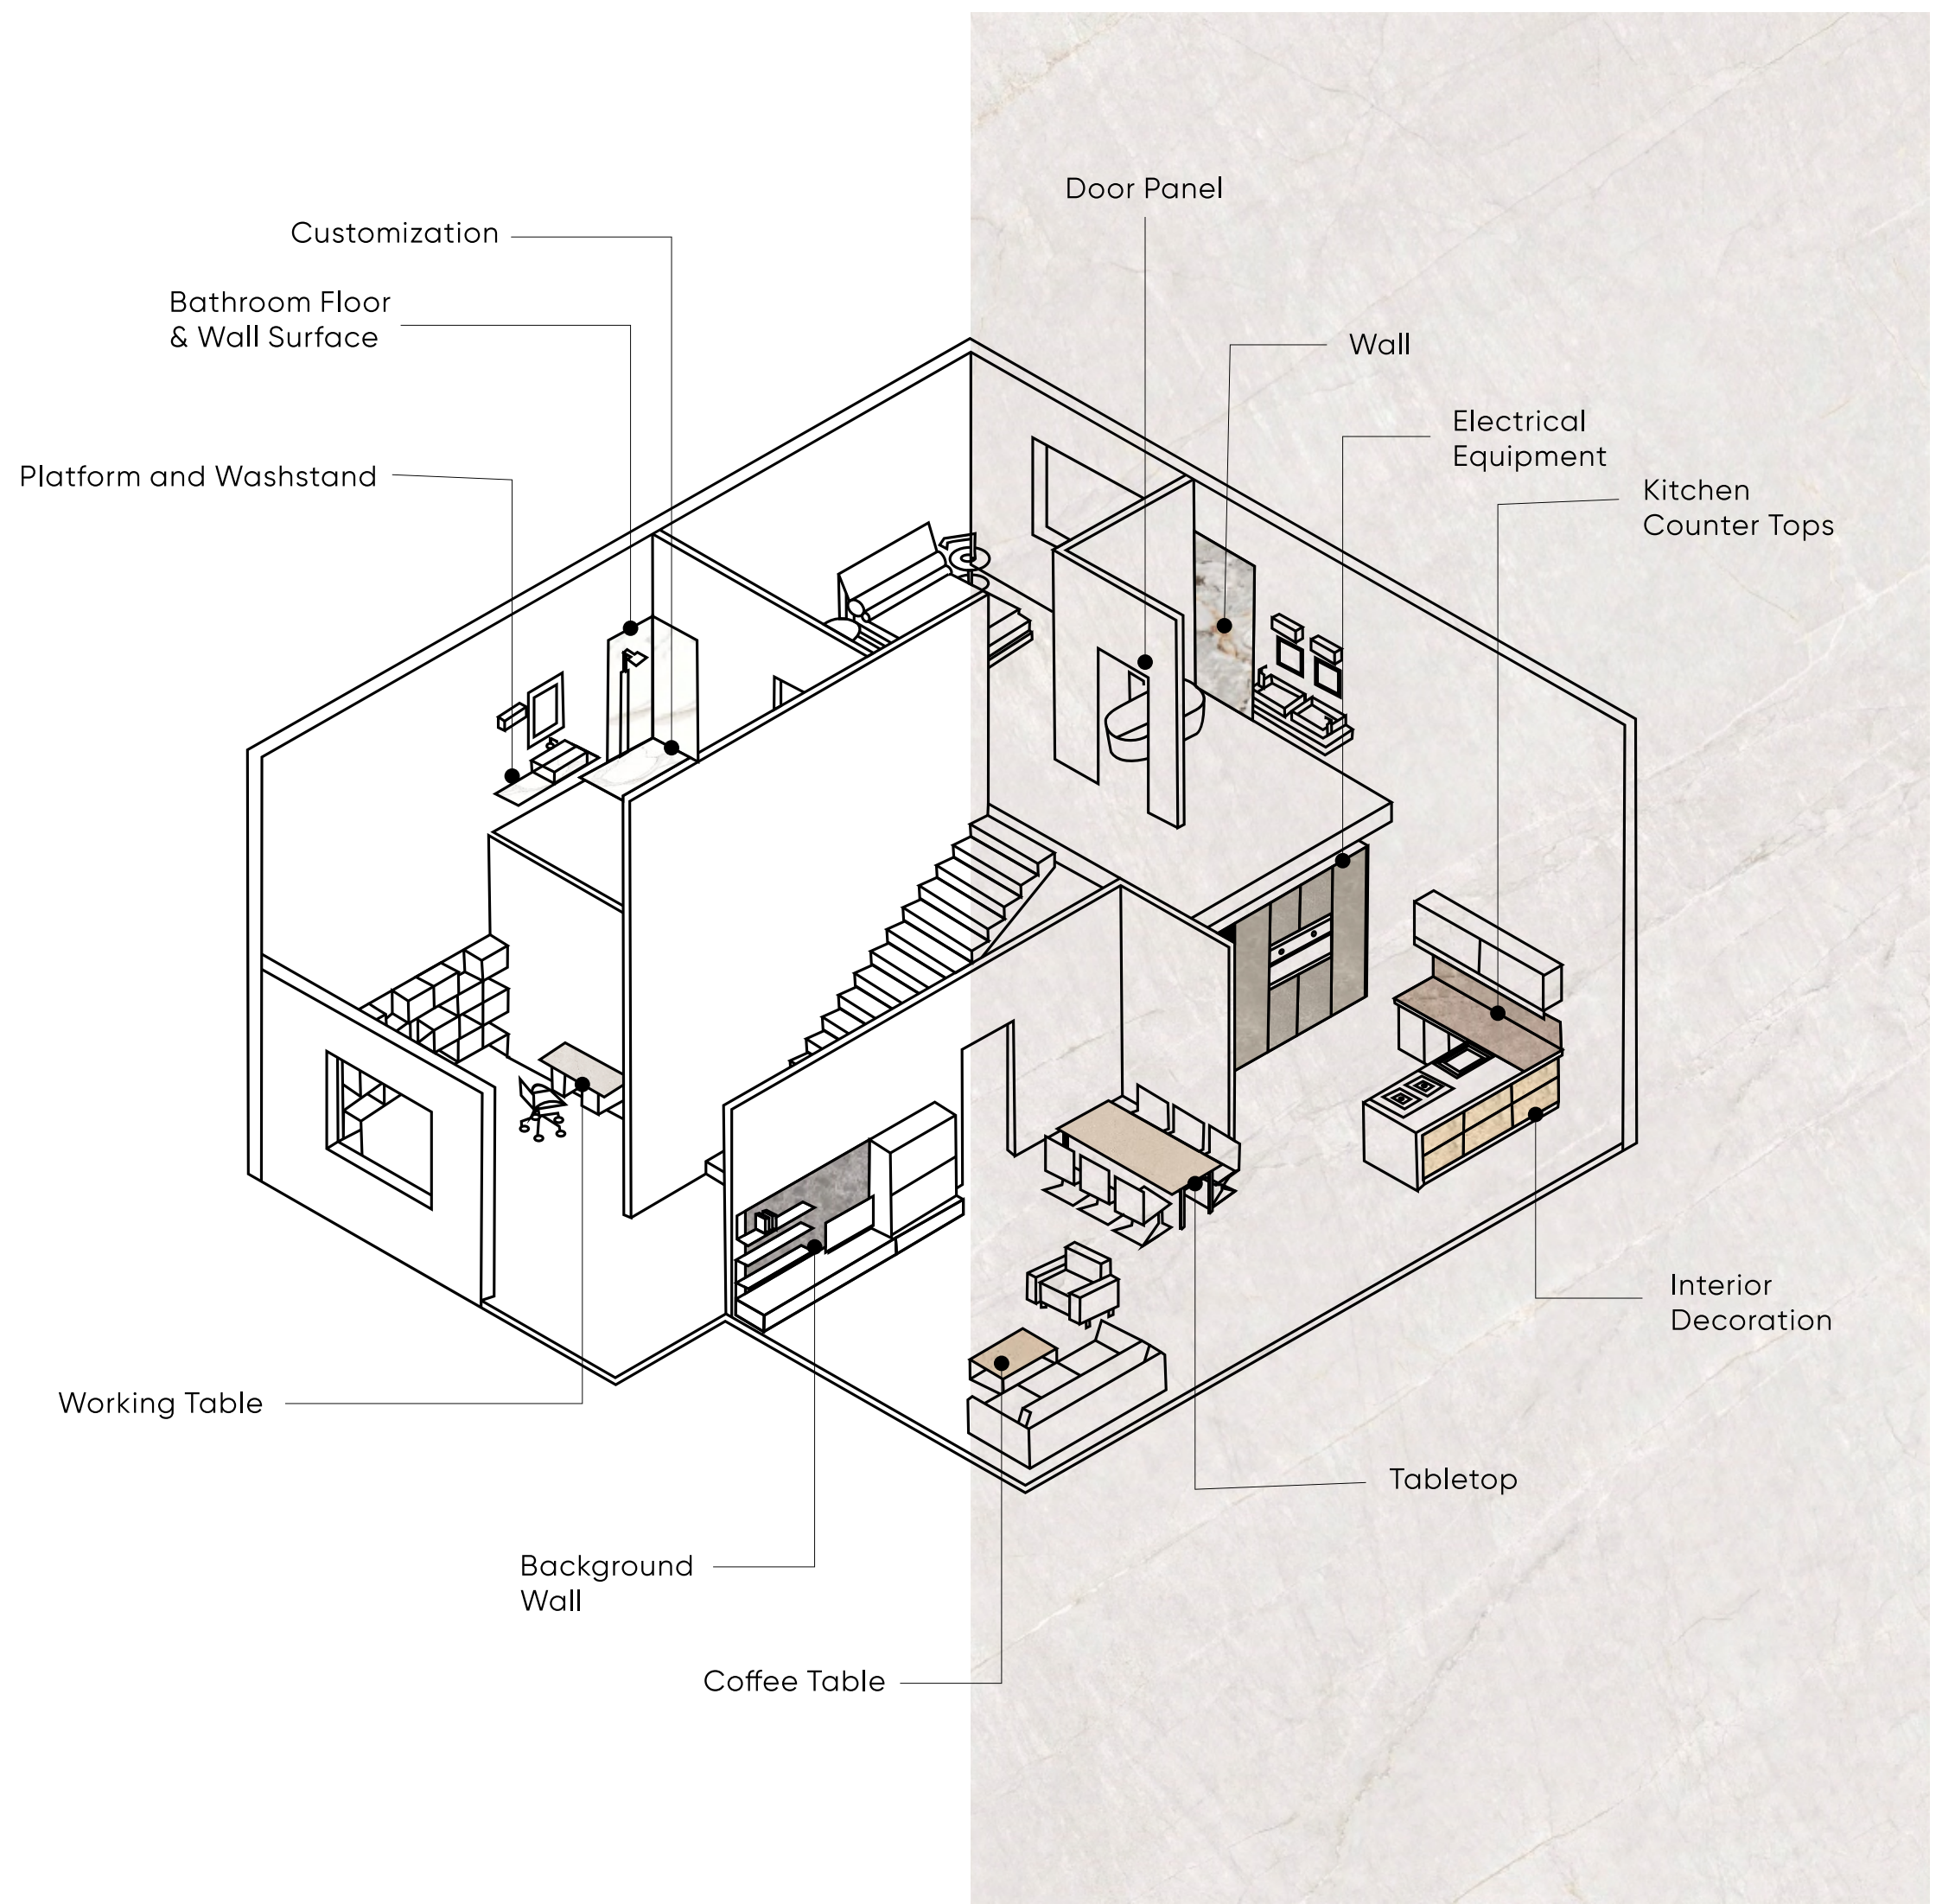 Door Panel
Customization
Bathroom Floor
& Wall Surface
Wall
Electrical
Equipment
Platform and Washstand
Kitchen
Counter Tops
Interior
Decoration
Working Table
Tabletop
Background
Wall
Coffee Table